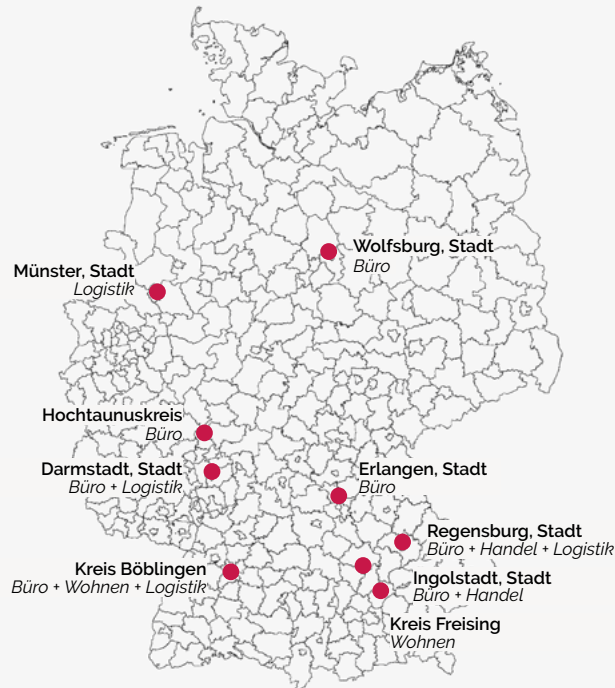 Wolfsburg, Stadt
Büro
Münster, Stadt
Logistik
Hochtaunuskreis
Büro
Darmstadt, Stadt
Büro + Logistik
Erlangen, Stadt
Büro
Regensburg, Stadt
Büro + Handel + Logistik
Kreis Böblingen
Büro + Wohnen + Logistik
Ingolstadt, Stadt
Büro + Handel
Kreis Freising
Wohnen